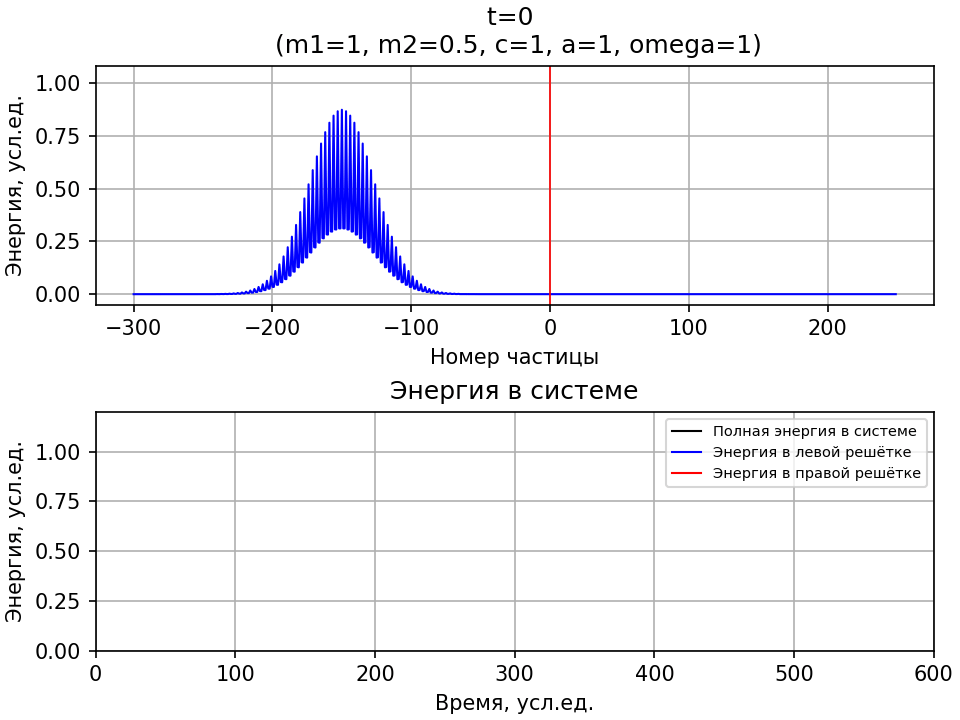 t=0
(m1=1, m2=0.5, c=1, a=1, omega=1)
Энергия, усл.ед.
1.00
0.75
0.50
0.25
0.00
−300 −200 −100 0 100 200
Номер частицы
Энергия в системе
Энергия, усл.ед.
1.00
0.75
0.50
0.25
0.00
Полная энергия в системе
Энергия в левой решётке
Энергия в правой решётке
0 100 200 300 400 500 600
Время, усл.ед.